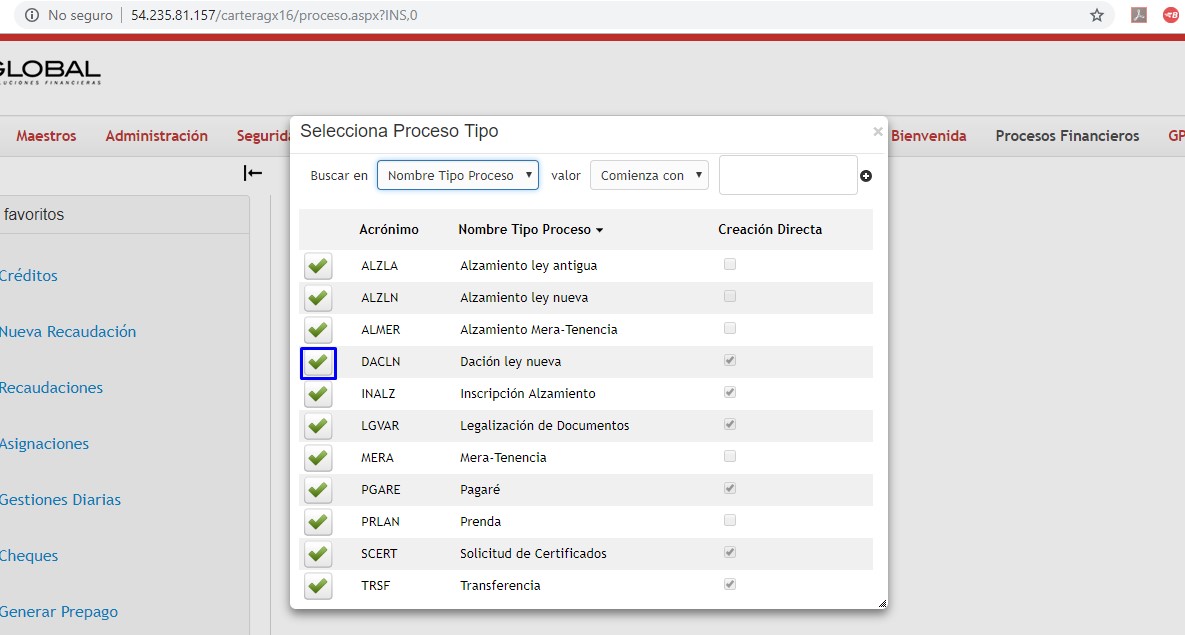 No seguro | 54.235.81.157/carteragx16/proceso.aspx?INS,0
GLOBAL
LUCIONES FINANCIERAS
Maestros Administración Segurida Bienvenida Procesos Financieros GP
favoritos
Créditos
Nueva Recaudación
Recaudaciones
Asignaciones
Gestiones Diarias
Cheques
Generar Prepago
Selecciona Proceso Tipo ×
Buscar en Nombre Tipo Proceso valor Comienza con
Acrónimo Nombre Tipo Proceso Creación Directa
ALZLA Alzamiento ley antigua
ALZLN Alzamiento ley nueva
ALMER Alzamiento Mera-Tenencia
DACLN Dación ley nueva
INALZ Inscripción Alzamiento
LGVAR Legalización de Documentos
MERA Mera-Tenencia
PGARE Pagaré
PRLAN Prenda
SCERT Solicitud de Certificados
TRSF Transferencia